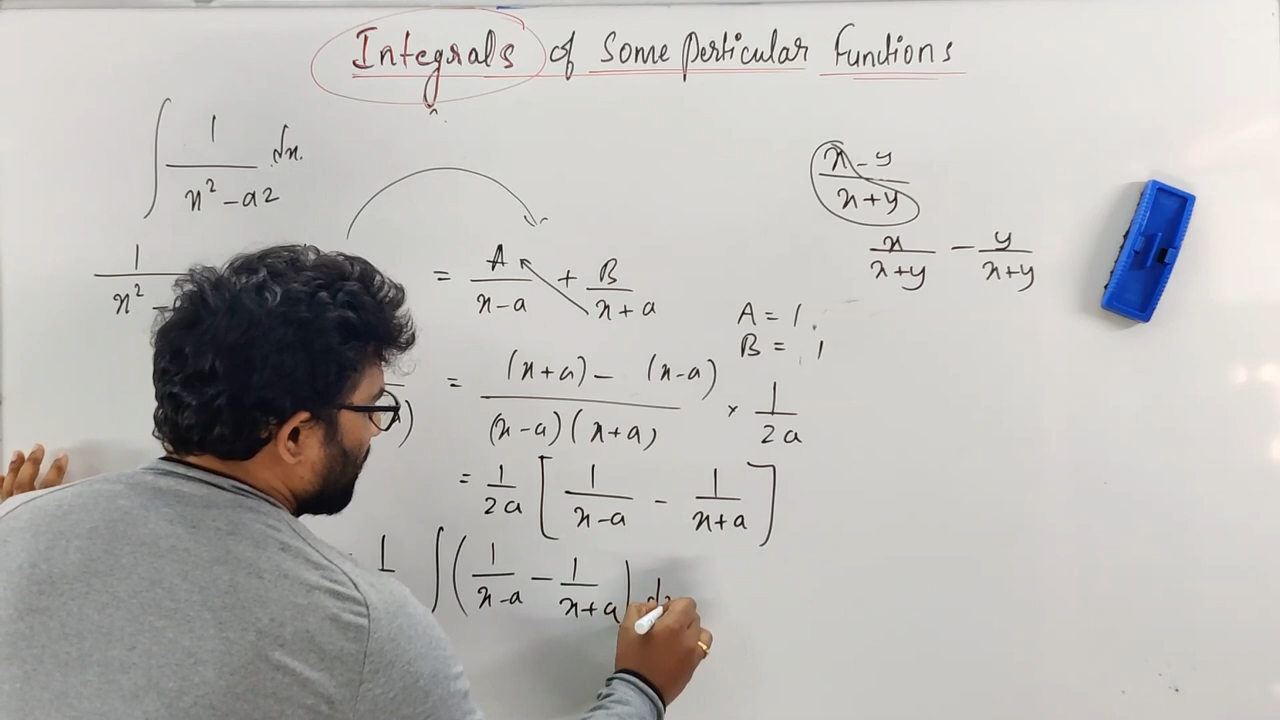 Integrals of Some perticular functions
∫ 1/(x² - a2) dx.
(x - y)/(x + y)
x/(x+y) - y/(x+y)
1/(x² - = A/(x-a) + B/(x+a)
A = 1.
B = 1
) = ((x+a) - (x-a))/((x-a)(x+a)) × 1/2a
= 1/2a [1/(x-a) - 1/(x+a)]
1 ∫(1/(x-a) - 1/(x+a)) dx